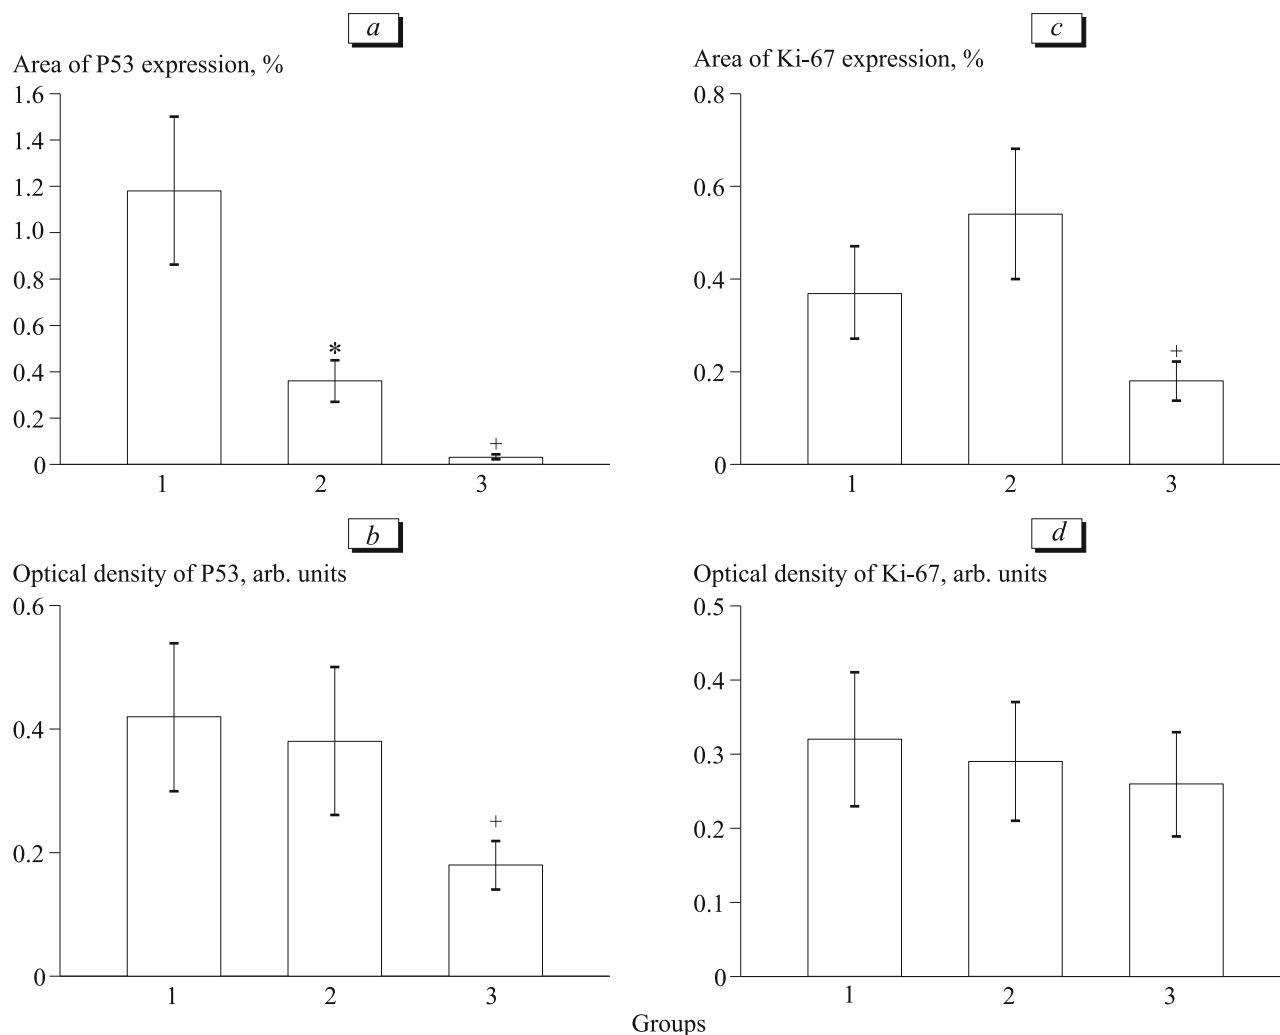 a
Area of P53 expression, %
1.6
1.4
1.2
1.0
0.8
0.6
0.4
0.2
0
*
+
1 2 3
c
Area of Ki-67 expression, %
0.8
0.6
0.4
0.2
0
+
1 2 3
b
Optical density of P53, arb. units
0.6
0.4
0.2
0
+
1 2 3
d
Optical density of Ki-67, arb. units
0.5
0.4
0.3
0.2
0.1
0
1 2 3
Groups